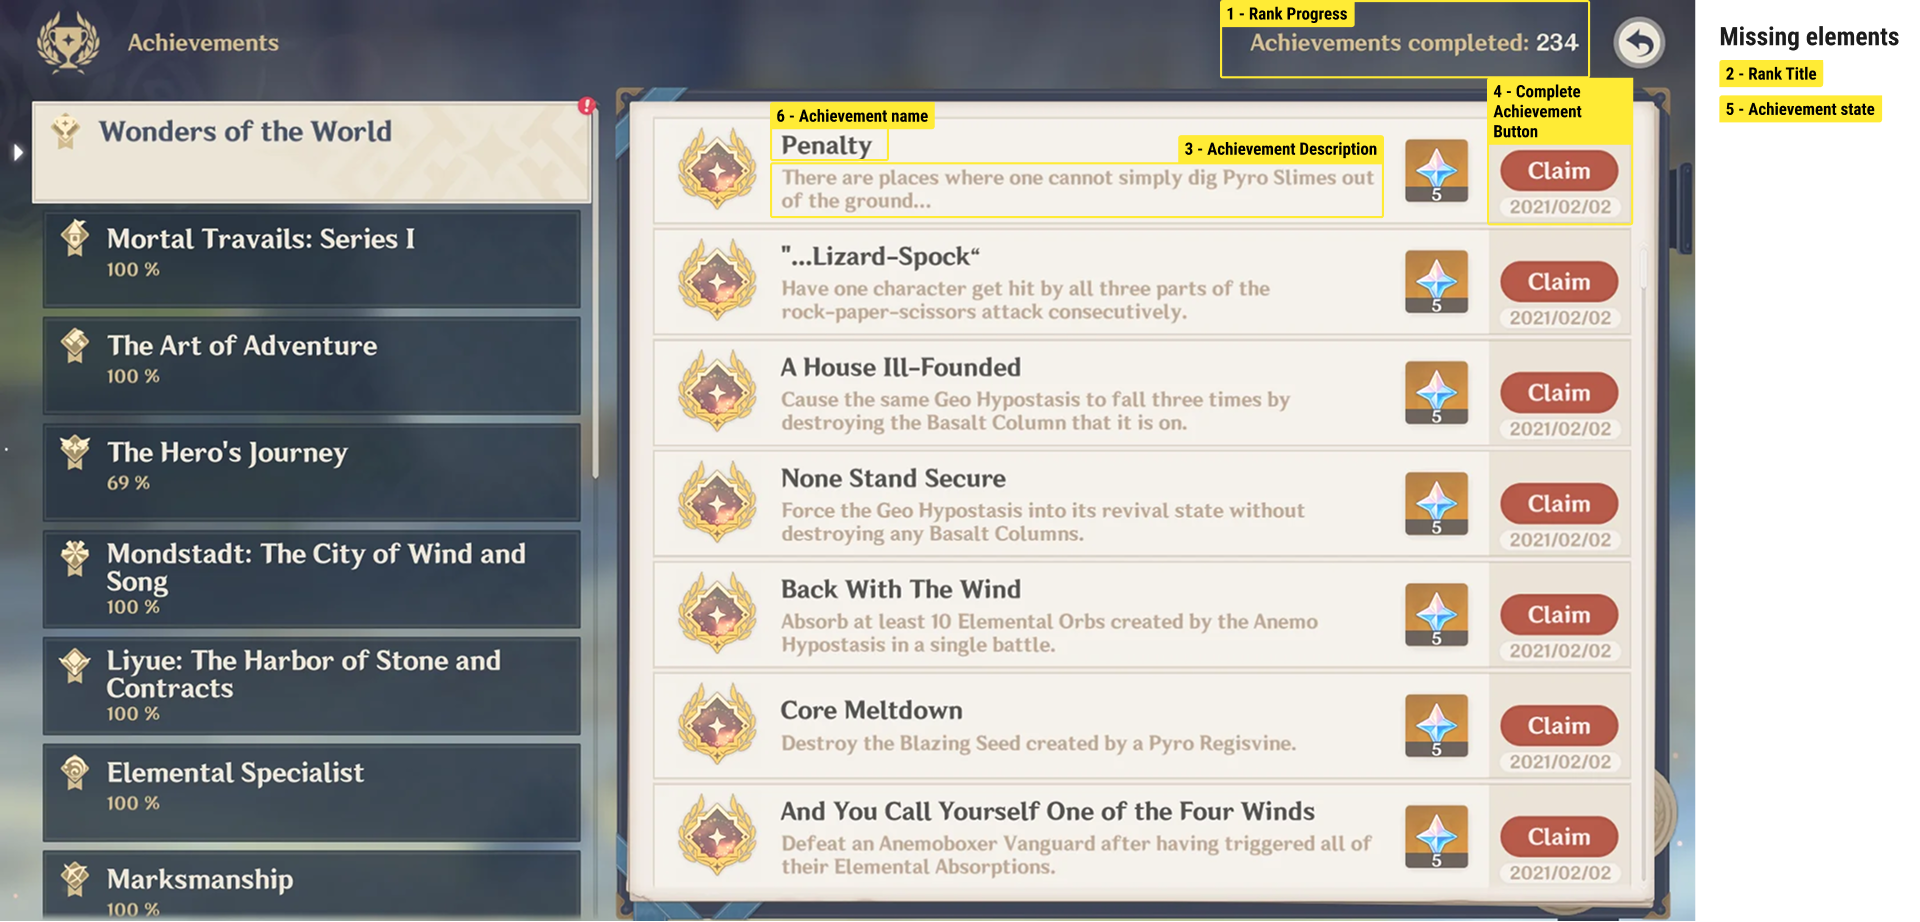 Achievements
1 - Rank Progress
Achievements completed: 234
Missing elements
2 - Rank Title
5 - Achievement state
Wonders of the World
Mortal Travails: Series I
100 %
The Art of Adventure
100 %
The Hero's Journey
69 %
Mondstadt: The City of Wind and
Song
100 %
Liyue: The Harbor of Stone and
Contracts
100 %
Elemental Specialist
100 %
Marksmanship
100 %
6 - Achievement name
Penalty
3 - Achievement Description
There are places where one cannot simply dig Pyro Slimes out
of the ground...
5
4 - Complete
Achievement
Button
Claim
2021/02/02
"...Lizard-Spock“
Have one character get hit by all three parts of the
rock-paper-scissors attack consecutively.
5
Claim
2021/02/02
A House Ill-Founded
Cause the same Geo Hypostasis to fall three times by
destroying the Basalt Column that it is on.
5
Claim
2021/02/02
None Stand Secure
Force the Geo Hypostasis into its revival state without
destroying any Basalt Columns.
5
Claim
2021/02/02
Back With The Wind
Absorb at least 10 Elemental Orbs created by the Anemo
Hypostasis in a single battle.
5
Claim
2021/02/02
Core Meltdown
Destroy the Blazing Seed created by a Pyro Regisvine.
5
Claim
2021/02/02
And You Call Yourself One of the Four Winds
Defeat an Anemoboxer Vanguard after having triggered all of
their Elemental Absorptions.
5
Claim
2021/02/02